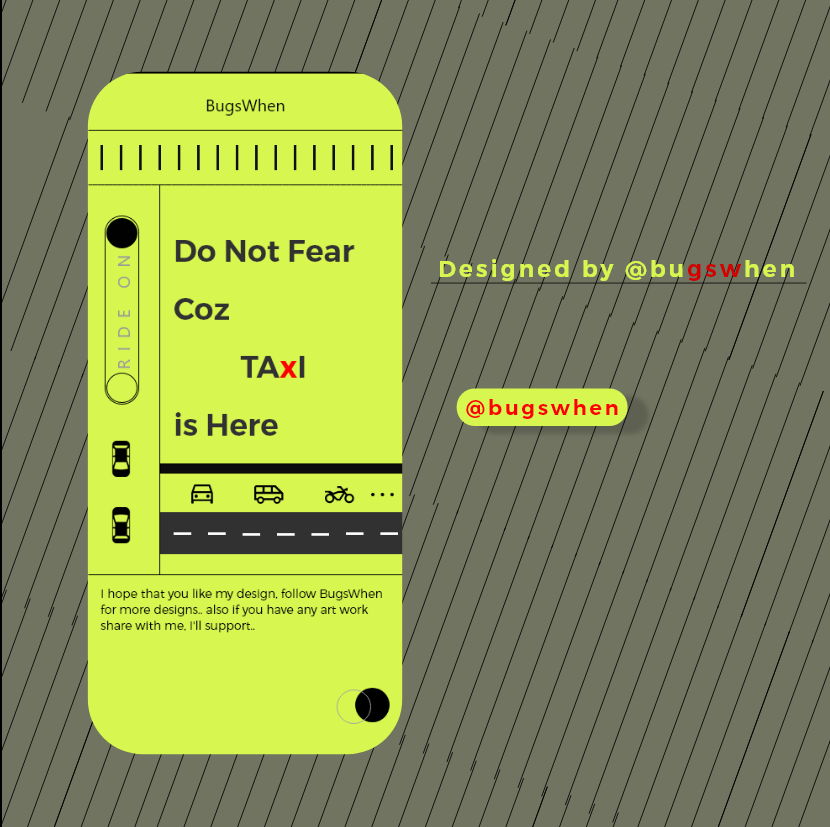 BugsWhen
RIDE ON
Do Not Fear
Coz
TAxI
is Here
I hope that you like my design, follow BugsWhen
for more designs.. also if you have any art work
share with me, I'll support..
Designed by @bugswhen
@bugswhen